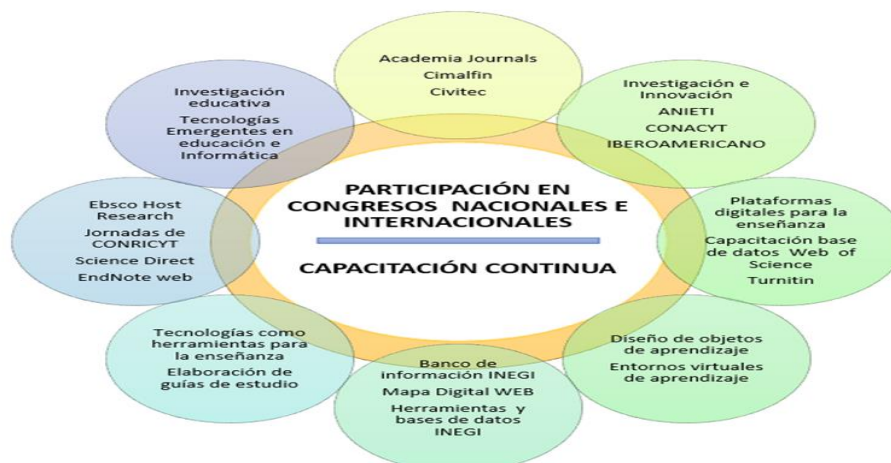 Academia Journals
Cimalfin
Civitec
Investigación e
Innovación
ANIETI
CONACYT
IBEROAMERICANO
Plataformas
digitales para la
enseñanza
Capacitación base
de datos Web of
Science
Turnitin
Diseño de objetos
de aprendizaje
Entornos virtuales
de aprendizaje
Banco de
información INEGI
Mapa Digital WEB
Herramientas y
bases de datos
INEGI
Tecnologías como
herramientas para
la enseñanza
Elaboración de
guías de estudio
Ebsco Host
Research
Jornadas de
CONRICYT
Science Direct
EndNote web
Investigación
educativa
Tecnologías
Emergentes en
educación e
Informática
PARTICIPACIÓN EN
CONGRESOS NACIONALES E
INTERNACIONALES
CAPACITACIÓN CONTINUA